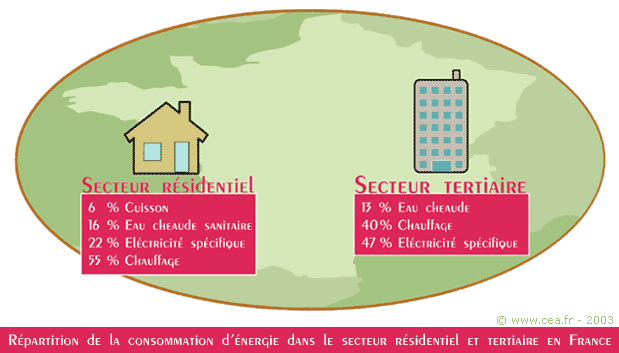 Secteur résidentiel
6 % Cuisson
16 % Eau cheaude sanitaire
22 % Eléctricité spécifique
55 % Chauffage
Secteur tertiaire
13 % Eau cheaude
40 % Chauffage
47 % Eléctricité spécifique
© www.cea.fr - 2003
Répartition de la consommation d'énergie dans le secteur résidentiel et tertiaire en France